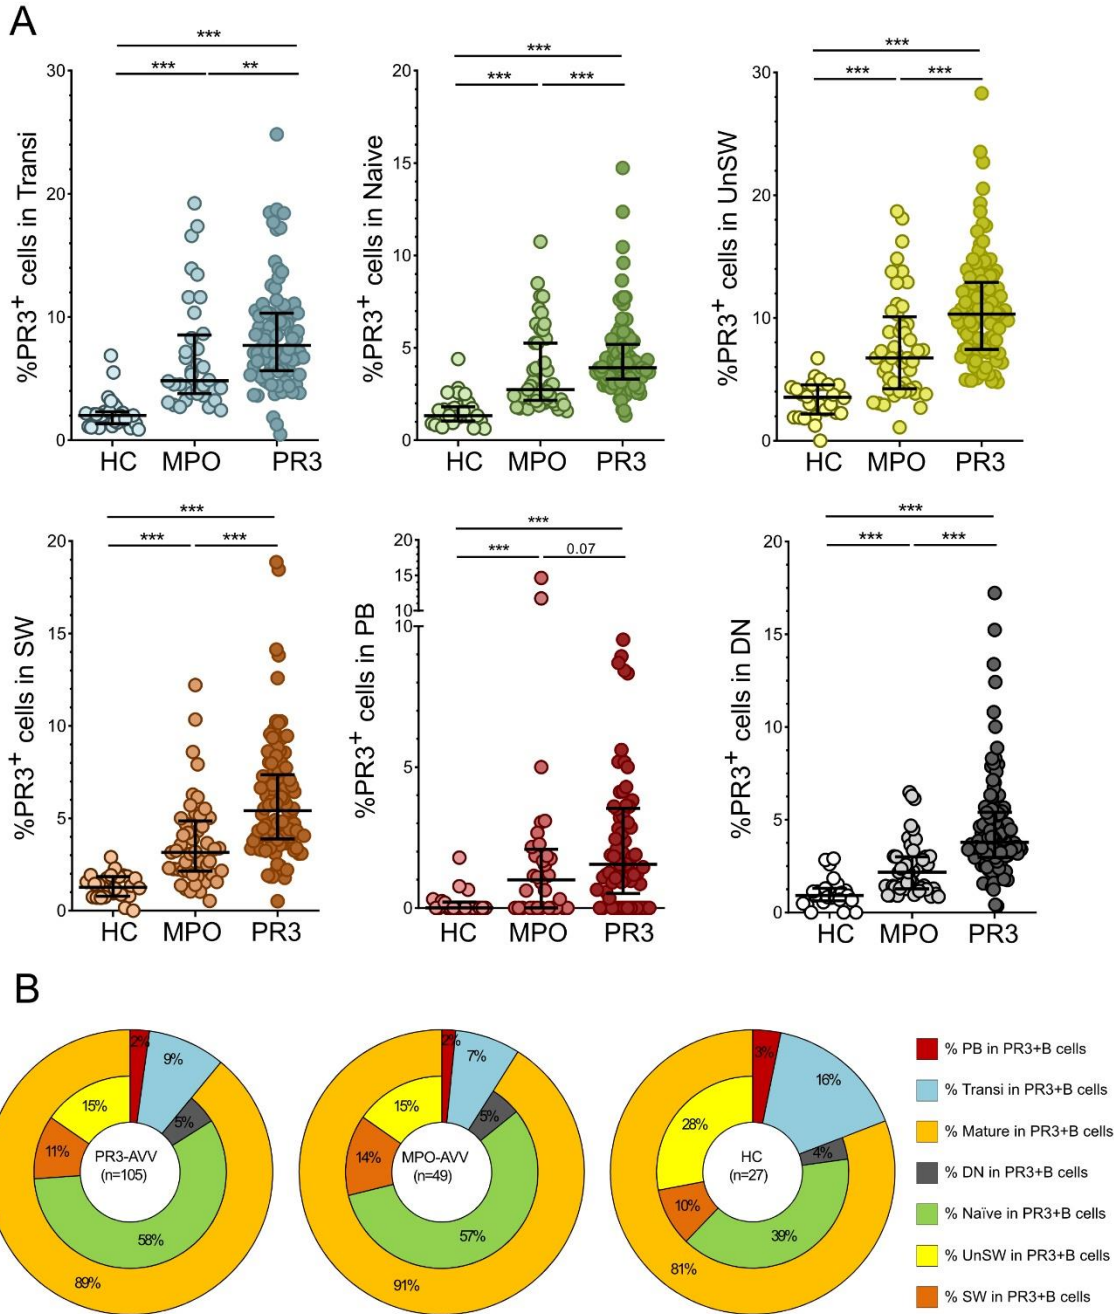 A
***
***
**
30
20
10
0
%PR3+ cells in Transi
HC MPO PR3
***
***
***
20
15
10
5
0
%PR3+ cells in Naive
HC MPO PR3
***
***
***
30
20
10
0
%PR3+ cells in UnSW
HC MPO PR3
***
***
***
20
15
10
5
0
%PR3+ cells in SW
HC MPO PR3
***
***
0.07
20
15
10
10
5
0
%PR3+ cells in PB
HC MPO PR3
***
***
***
20
15
10
5
0
%PR3+ cells in DN
HC MPO PR3
B
2%
9%
15%
5%
11%
PR3-AVV
(n=105)
58%
89%
2%
7%
15%
5%
14%
MPO-AVV
(n=49)
57%
91%
3%
16%
28%
4%
10%
HC
(n=27)
39%
81%
% PB in PR3+B cells
% Transi in PR3+B cells
% Mature in PR3+B cells
% DN in PR3+B cells
% Naïve in PR3+B cells
% UnSW in PR3+B cells
% SW in PR3+B cells